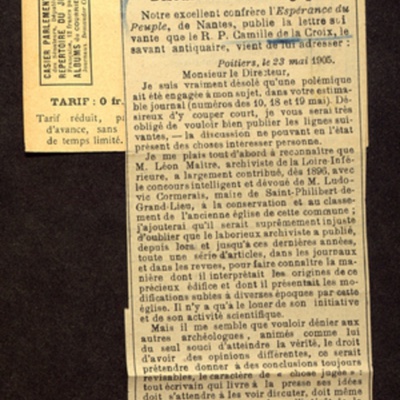 CASIER PARLEMENT
RÉPERTOIRE DU JO
TARIF : 0 fr.
Tarif réduit, p
d'avance, sans
de temps limité.
Notre excellent confrère l'Espérance du
Peuple, de Nantes, publie la lettre sui
vante que le R. P. Camille de la Croix, le
savant antiquaire, vient de lui adresser :
Poitiers, le 23 mai 1905.
Monsieur le Directeur,
Je suis vraiment désolé qu'une polémique
ait été engagée à mon sujet, dans votre estima-
ble journal (numéros des 10, 18 et 19 mai). Dé-
sireux d'y couper court, je vous serais très
obligé de vouloir bien publier les lignes sui-
vantes, — la discussion ne pouvant en l'état
présent des choses intéresser personne.
Je me plais tout d'abord à reconnaître que
M. Léon Maître, archiviste de la Loire-Infé-
rieure, a largement contribué, dès 1896, avec
le concours intelligent et dévoué de M. Ludo-
vic Cormerais, maire de Saint-Philibert-de-
Grand-Lieu, à la conservation et au classe-
ment de l'ancienne église de cette commune ;
j'ajouterai qu'il serait suprêmement injuste
d'oublier que le laborieux archiviste a publié,
depuis lors et jusqu'à ces dernières années,
toute une série d'articles, dans les journaux
et dans les revues, pour faire connaître la ma-
nière dont il interprétait les origines de ce
précieux édifice et dont il présentait les mo-
difications subies à diverses époques par cette
église. Il n'y a qu'à le louer de son initiative
et de son activité scientifique.
Mais il me semble que vouloir dénier aux
autres archéologues, animés comme lui
du seul souci d'atteindre la vérité, le droit
d'avoir des opinions différentes, ce serait
prétendre donner à des conclusions toujours
revisables, le caractère de « chose jugée » :
tout écrivain qui livre à la presse ses idées
doit s'attendre à les voir discuter, doit même